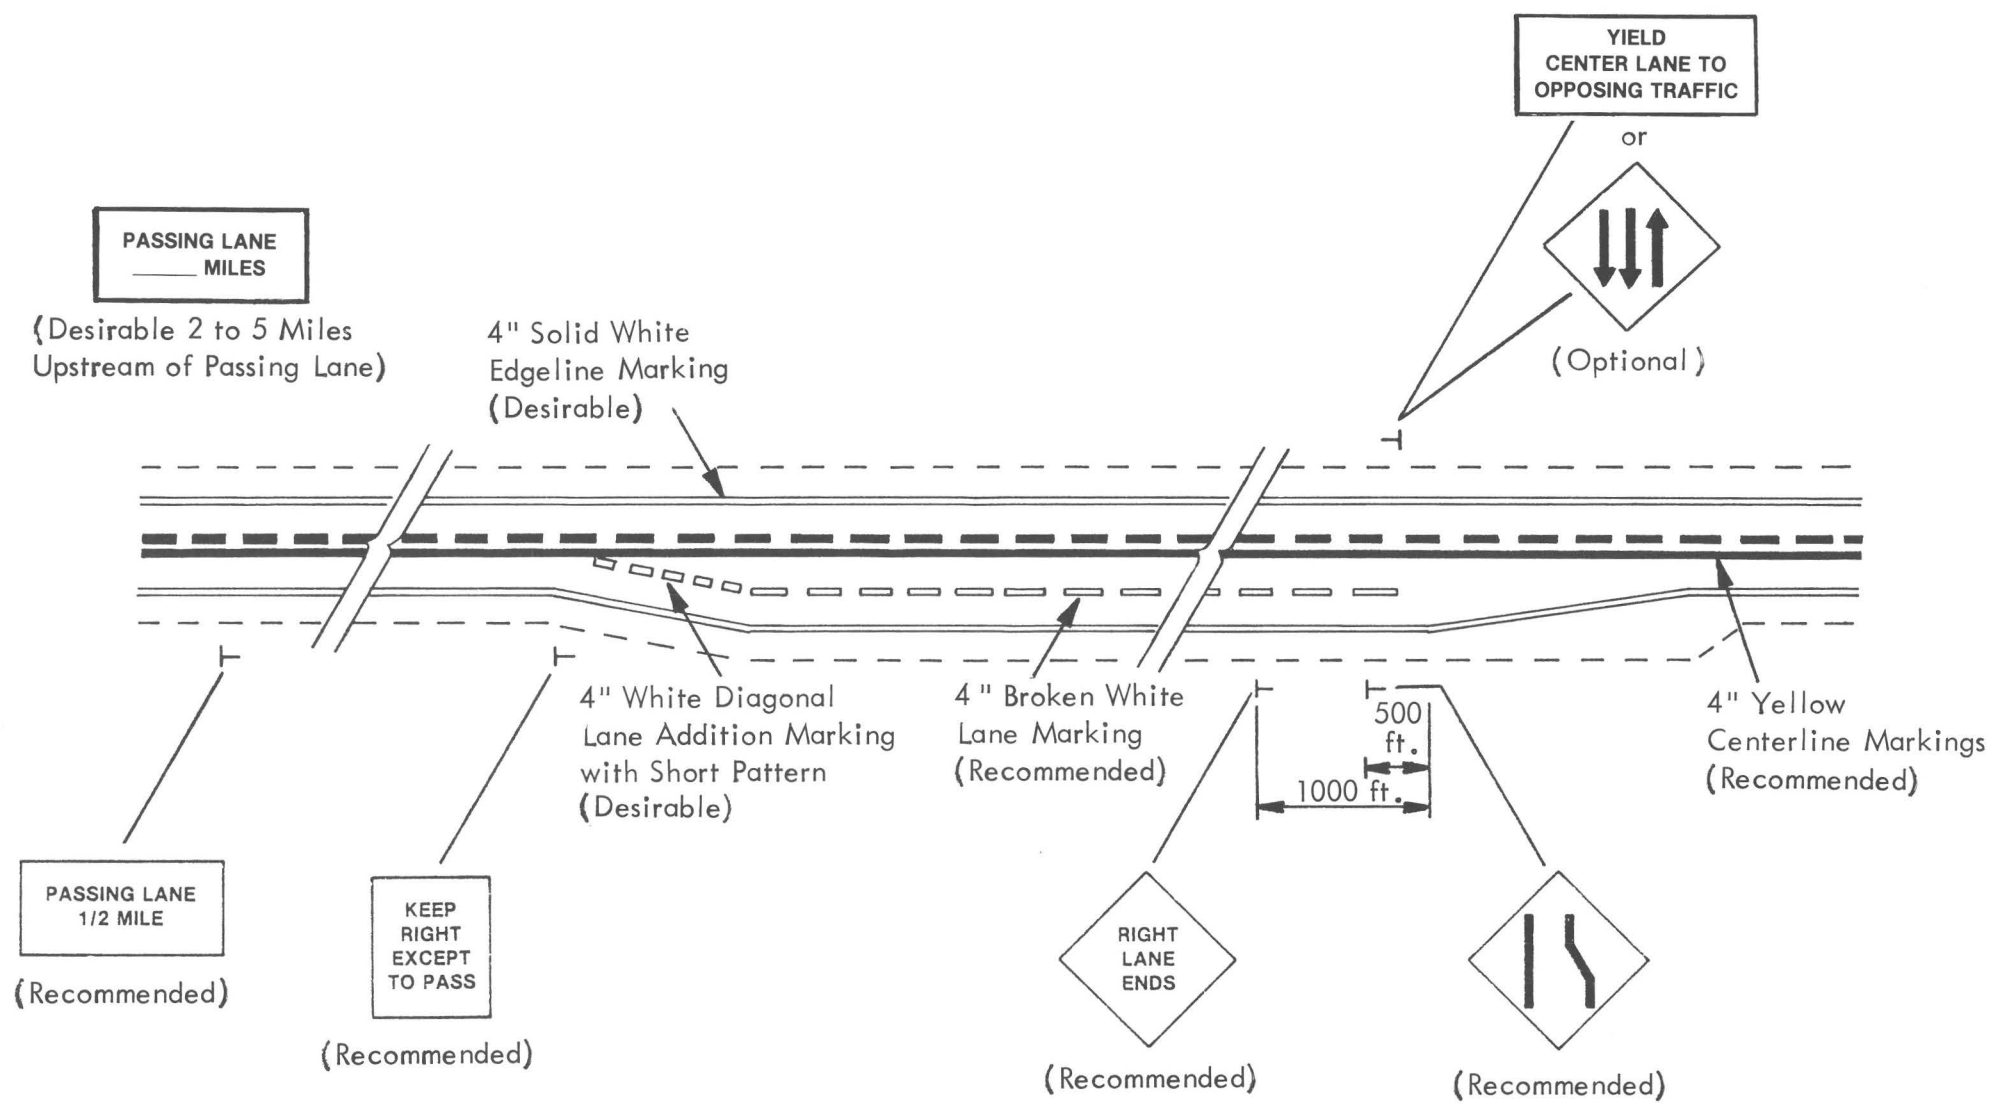 YIELD
CENTER LANE TO
OPPOSING TRAFFIC
or
(Optional)
PASSING LANE
_____ MILES
(Desirable 2 to 5 Miles
Upstream of Passing Lane)
4" Solid White
Edgeline Marking
(Desirable)
4" White Diagonal
Lane Addition Marking
with Short Pattern
(Desirable)
4" Broken White
Lane Marking
(Recommended)
500
ft.
1000 ft.
4" Yellow
Centerline Markings
(Recommended)
PASSING LANE
1/2 MILE
(Recommended)
KEEP
RIGHT
EXCEPT
TO PASS
(Recommended)
RIGHT
LANE
ENDS
(Recommended)
(Recommended)